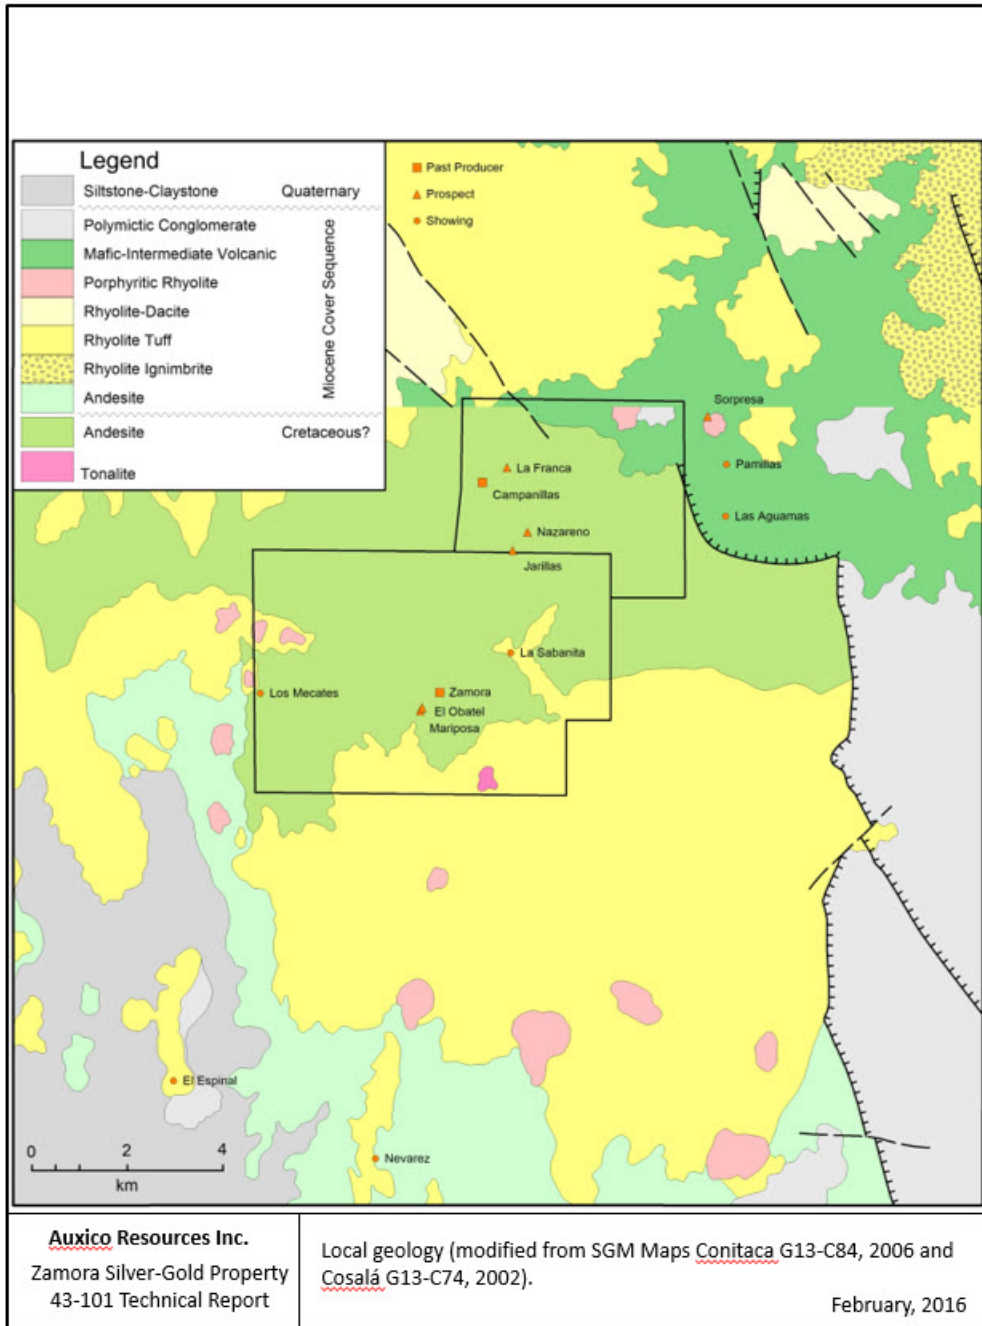 Legend
Siltstone-Claystone Quaternary
Polymictic Conglomerate
Mafic-Intermediate Volcanic
Porphyritic Rhyolite
Rhyolite-Dacite
Rhyolite Tuff
Rhyolite Ignimbrite
Andesite
Miocene Cover Sequence
Andesite Cretaceous?
Tonalite
Past Producer
Prospect
Showing
Sorpresa
La Franca
Pamillas
Campanillas
Las Aguamas
Nazareno
Jarillas
La Sabanita
Los Mecates
Zamora
El Obatel
Mariposa
El Espinal
Nevarez
0 2 4
km
Auxico Resources Inc.
Zamora Silver-Gold Property
43-101 Technical Report
Local geology (modified from SGM Maps Conitaca G13-C84, 2006 and
Cosalá G13-C74, 2002).
February, 2016